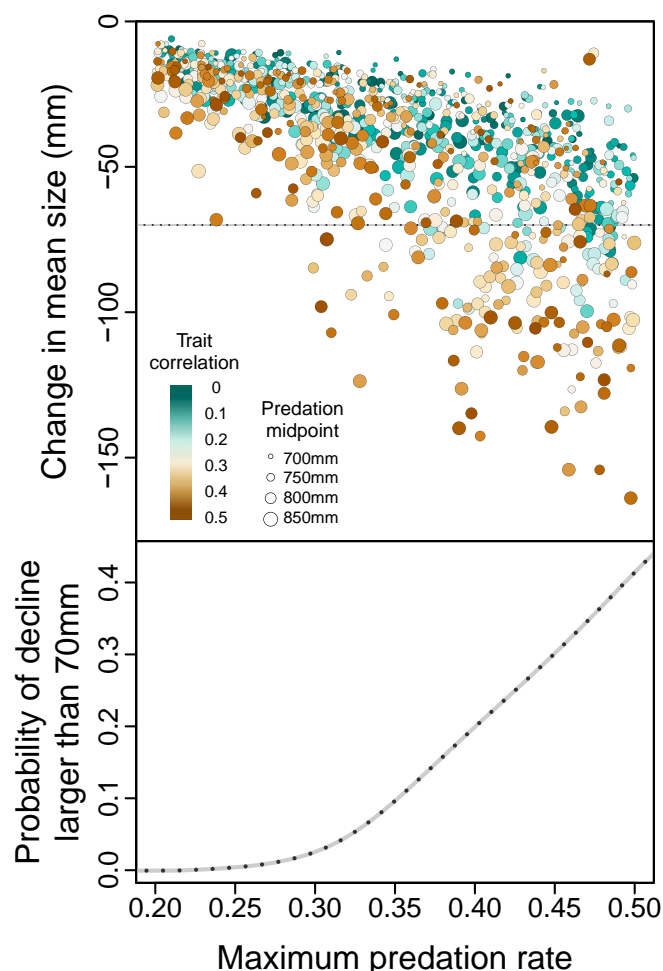 0
−50
−100
−150
Change in mean size (mm)
Trait
correlation
0
0.1
0.2
0.3
0.4
0.5
Predation
midpoint
700mm
750mm
800mm
850mm
0.4
0.3
0.2
0.1
0.0
Probability of decline
larger than 70mm
0.20
0.25
0.30
0.35
0.40
0.45
0.50
Maximum predation rate